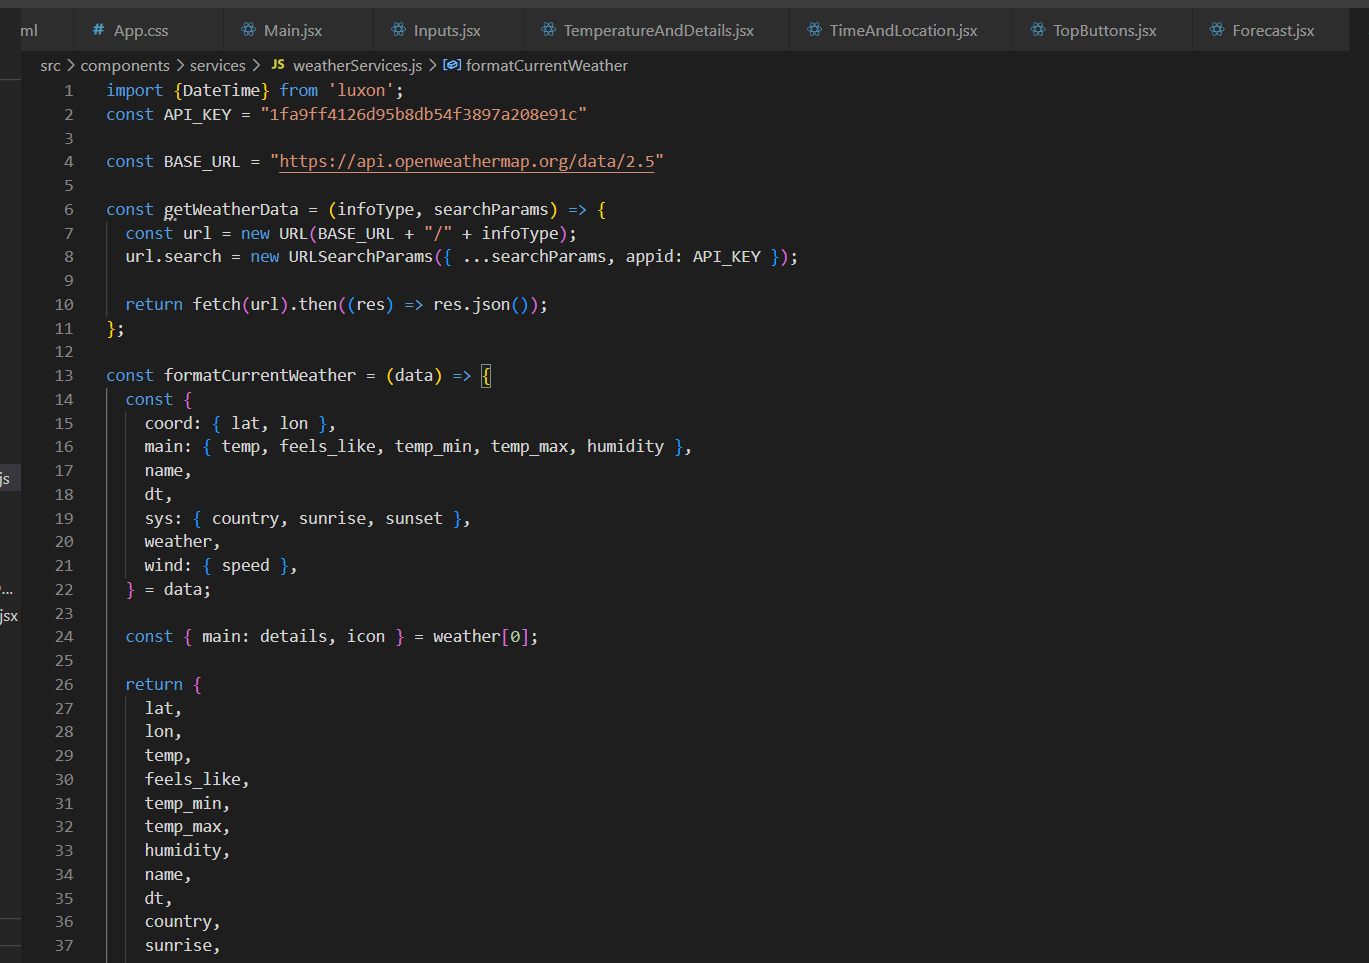 ml # App.css Main.jsx Inputs.jsx TemperatureAndDetails.jsx TimeAndLocation.jsx TopButtons.jsx Forecast.jsx
src > components > services > JS weatherServices.js > formatCurrentWeather
1 import {DateTime} from 'luxon';
2 const API_KEY = "1fa9ff4126d95b8db54f3897a208e91c"
3
4 const BASE_URL = "https://api.openweathermap.org/data/2.5"
5
6 const getWeatherData = (infoType, searchParams) => {
7 const url = new URL(BASE_URL + "/" + infoType);
8 url.search = new URLSearchParams({ ...searchParams, appid: API_KEY });
9
10 return fetch(url).then((res) => res.json());
11 };
12
13 const formatCurrentWeather = (data) => {
14 const {
15 coord: { lat, lon },
16 main: { temp, feels_like, temp_min, temp_max, humidity },
17 name,
js
18 dt,
19 sys: { country, sunrise, sunset },
20 weather,
21 wind: { speed },
22 } = data;
...
23
jsx
24 const { main: details, icon } = weather[0];
25
26 return {
27 lat,
28 lon,
29 temp,
30 feels_like,
31 temp_min,
32 temp_max,
33 humidity,
34 name,
35 dt,
36 country,
37 sunrise,